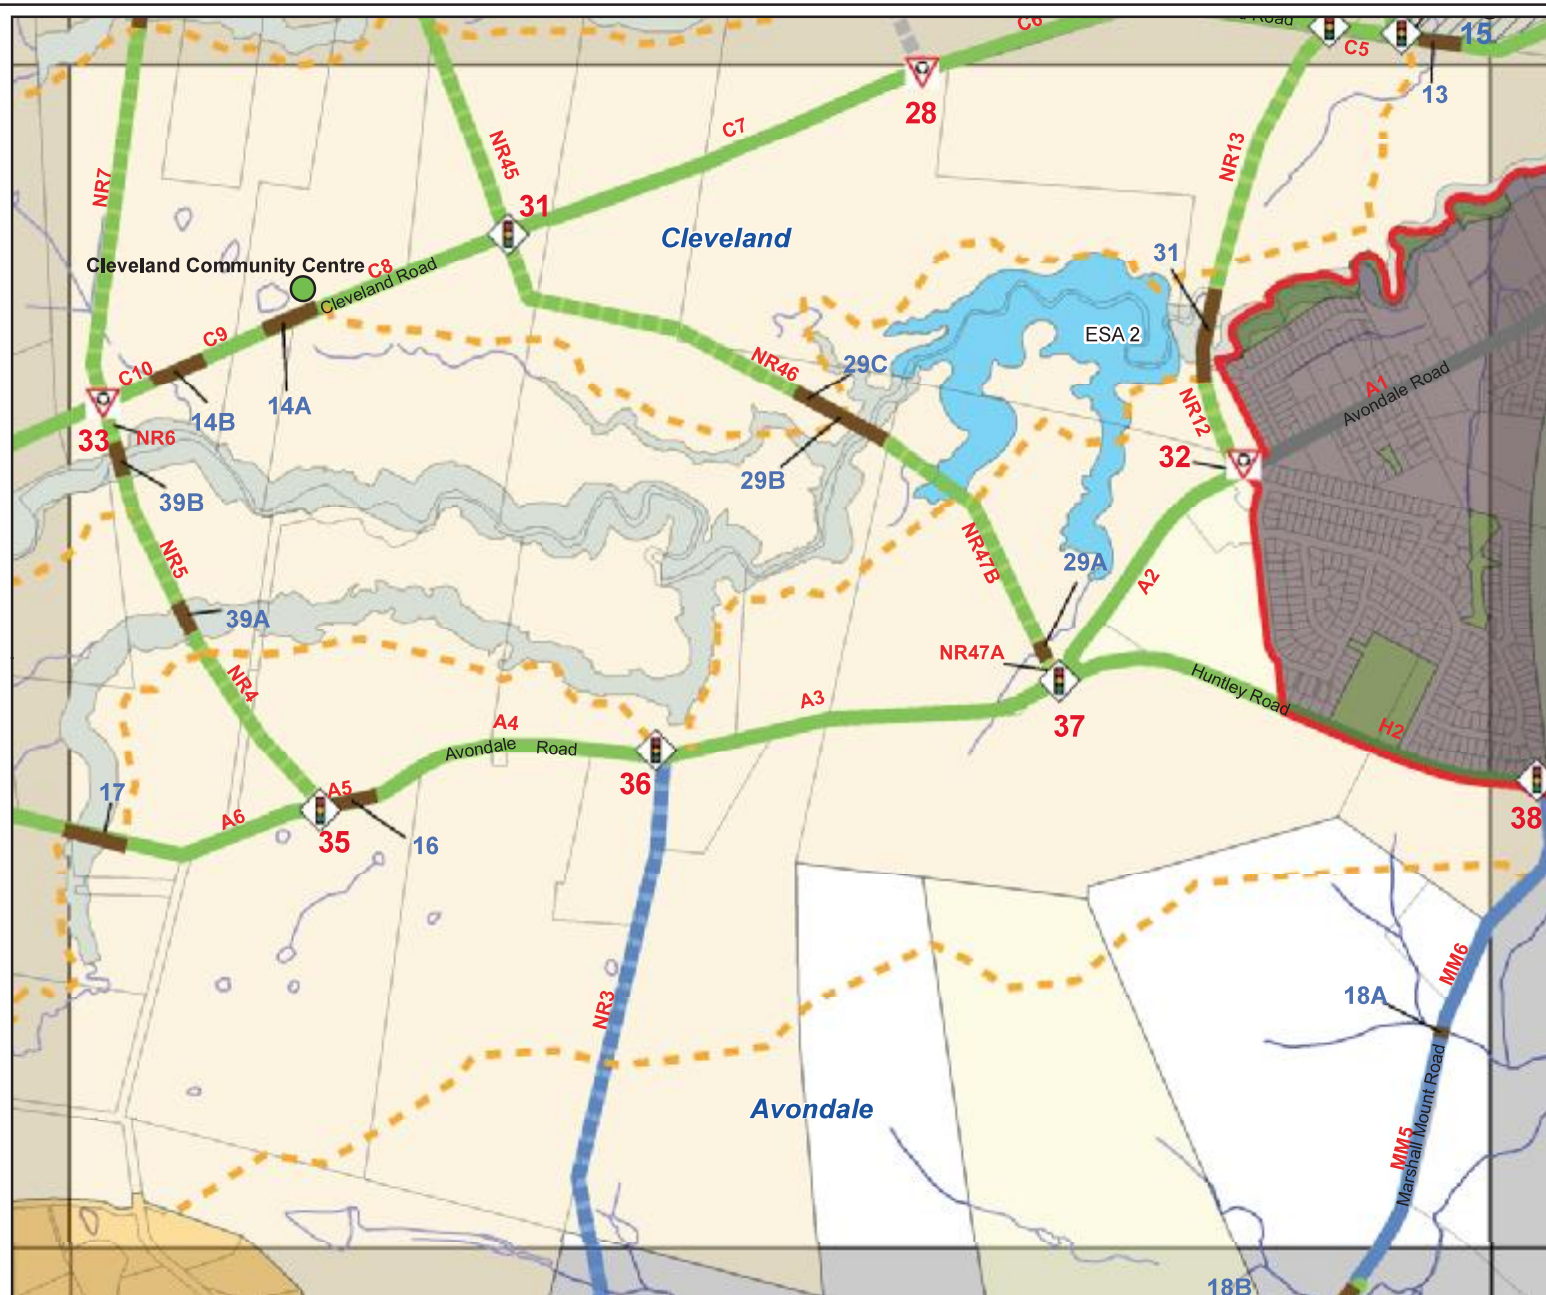 C6
Road
C5
15
13
28
C7
NR45
NR13
NR7
31
Cleveland
31
Cleveland Community Centre
C8
Cleveland Road
ESA 2
C9
C10
NR46
29C
A1
Avondale Road
14A
14B
NR12
33
NR6
32
29B
39B
NR5
NR47B
29A
A2
39A
NR47A
NR4
Huntley Road
A3
A4
Avondale Road
37
H2
36
17
A5
A6
35
16
38
MM6
18A
NR3
Marshall Mount Road
MM5
Avondale
18B